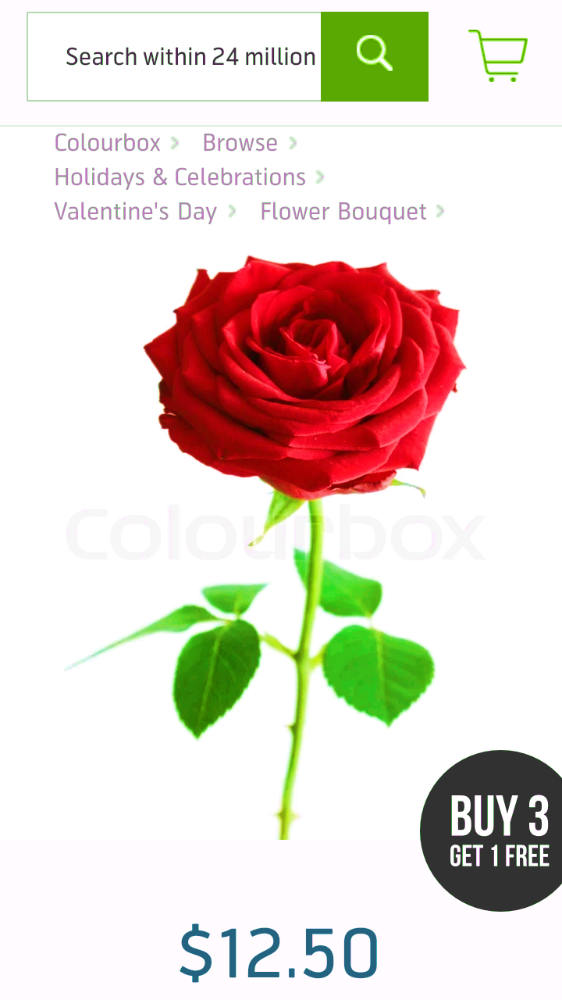 Search within 24 million
Colourbox Browse
Holidays & Celebrations
Valentine's Day Flower Bouquet
Colourbox
BUY 3
GET 1 FREE
$12.50